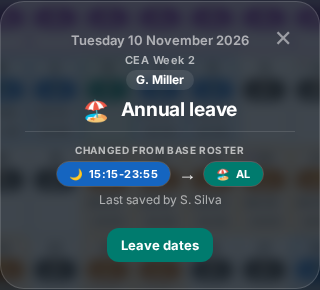 Tuesday 10 November 2026
CEA Week 2
G. Miller
Annual leave
CHANGED FROM BASE ROSTER
15:15-23:55 → AL
Last saved by S. Silva
Leave dates